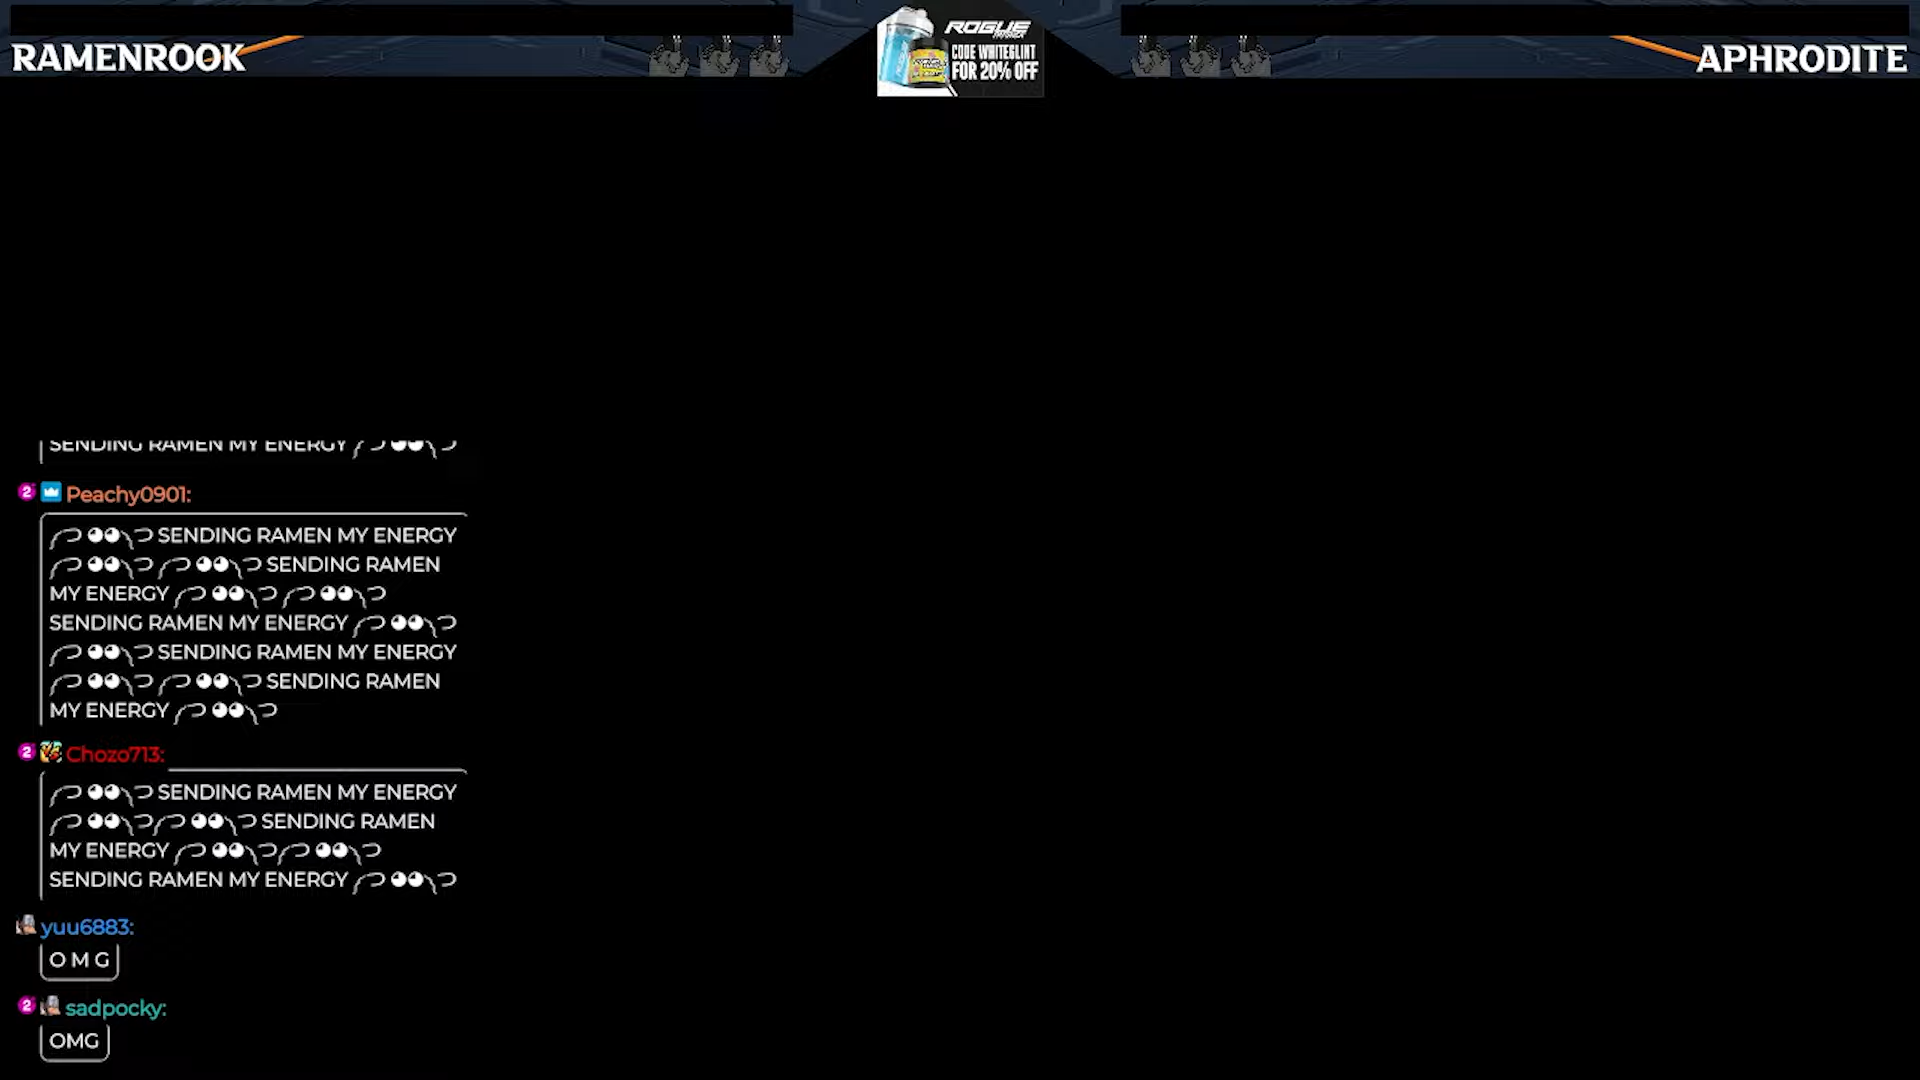 RAMENROOK
ROGUE
CODE WHITEGLINT
FOR 20% OFF
APHRODITE
SENDING RAMEN MY ENERGY ༼つ ◕◕༽つ
2 Peachy0901:
༼つ ◕◕༽つ SENDING RAMEN MY ENERGY
༼つ ◕◕༽つ ༼つ ◕◕༽つ SENDING RAMEN
MY ENERGY ༼つ ◕◕༽つ ༼つ ◕◕༽つ
SENDING RAMEN MY ENERGY ༼つ ◕◕༽つ
༼つ ◕◕༽つ SENDING RAMEN MY ENERGY
༼つ ◕◕༽つ ༼つ ◕◕༽つ SENDING RAMEN
MY ENERGY ༼つ ◕◕༽つ
2 Chozo713:
༼つ ◕◕༽つ SENDING RAMEN MY ENERGY
༼つ ◕◕༽つ༼つ ◕◕༽つ SENDING RAMEN
MY ENERGY ༼つ ◕◕༽つ༼つ ◕◕༽つ
SENDING RAMEN MY ENERGY ༼つ ◕◕༽つ
yuu6883:
O M G
2 sadpocky:
OMG